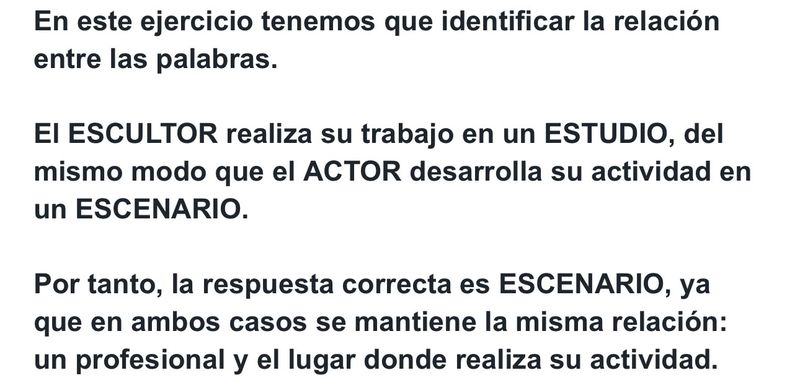 En este ejercicio tenemos que identificar la relación
entre las palabras.
El ESCULTOR realiza su trabajo en un ESTUDIO, del
mismo modo que el ACTOR desarrolla su actividad en
un ESCENARIO.
Por tanto, la respuesta correcta es ESCENARIO, ya
que en ambos casos se mantiene la misma relación:
un profesional y el lugar donde realiza su actividad.